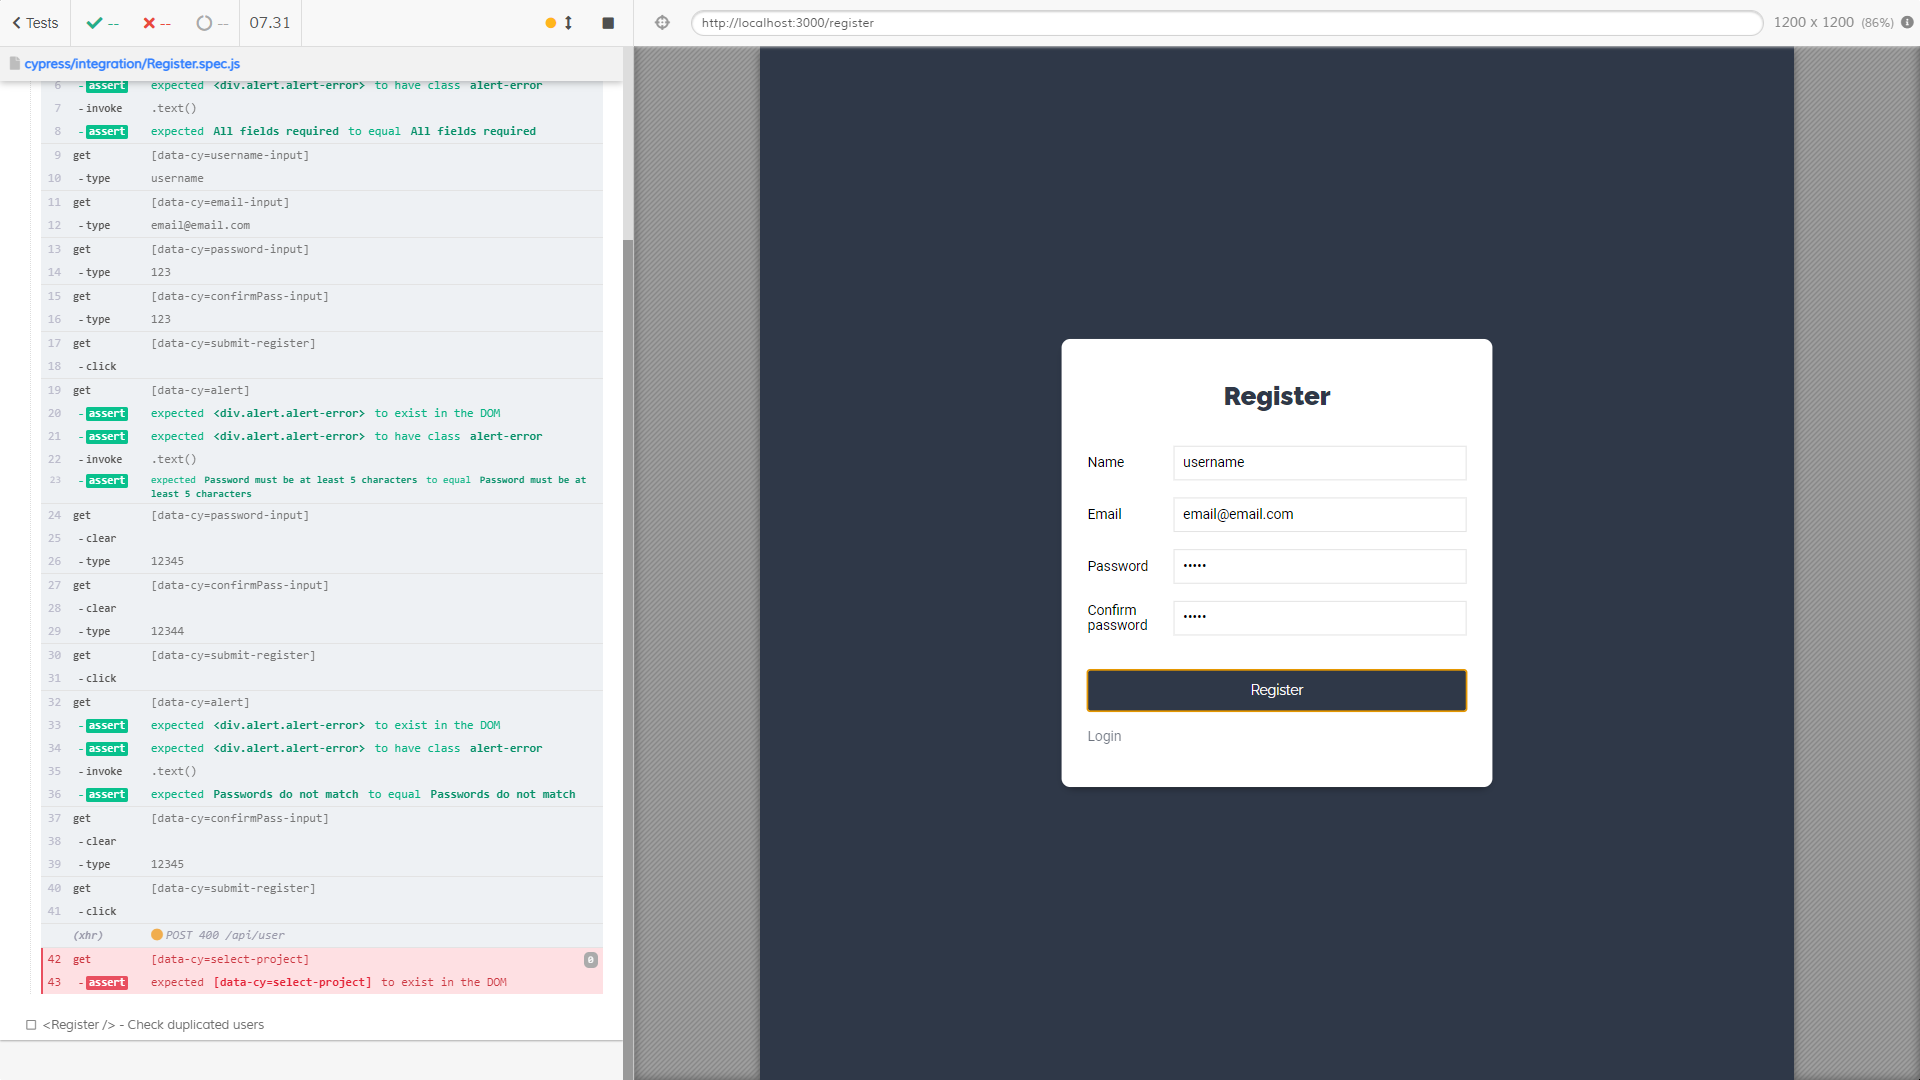 Tests -- -- -- 07.31
cypress/integration/Register.spec.js
6 - assert expected <div.alert.alert-error> to have class alert-error
7 - invoke .text()
8 - assert expected All fields required to equal All fields required
9 get [data-cy=username-input]
10 - type username
11 get [data-cy=email-input]
12 - type email@email.com
13 get [data-cy=password-input]
14 - type 123
15 get [data-cy=confirmPass-input]
16 - type 123
17 get [data-cy=submit-register]
18 - click
19 get [data-cy=alert]
20 - assert expected <div.alert.alert-error> to exist in the DOM
21 - assert expected <div.alert.alert-error> to have class alert-error
22 - invoke .text()
23 - assert expected Password must be at least 5 characters to equal Password must be at
least 5 characters
24 get [data-cy=password-input]
25 - clear
26 - type 12345
27 get [data-cy=confirmPass-input]
28 - clear
29 - type 12344
30 get [data-cy=submit-register]
31 - click
32 get [data-cy=alert]
33 - assert expected <div.alert.alert-error> to exist in the DOM
34 - assert expected <div.alert.alert-error> to have class alert-error
35 - invoke .text()
36 - assert expected Passwords do not match to equal Passwords do not match
37 get [data-cy=confirmPass-input]
38 - clear
39 - type 12345
40 get [data-cy=submit-register]
41 - click
(xhr) POST 400 /api/user
42 get [data-cy=select-project] 0
43 - assert expected [data-cy=select-project] to exist in the DOM
<Register /> - Check duplicated users
http://localhost:3000/register 1200 x 1200 (86%)
Register
Name username
Email email@email.com
Password •••••
Confirm
password •••••
Register
Login